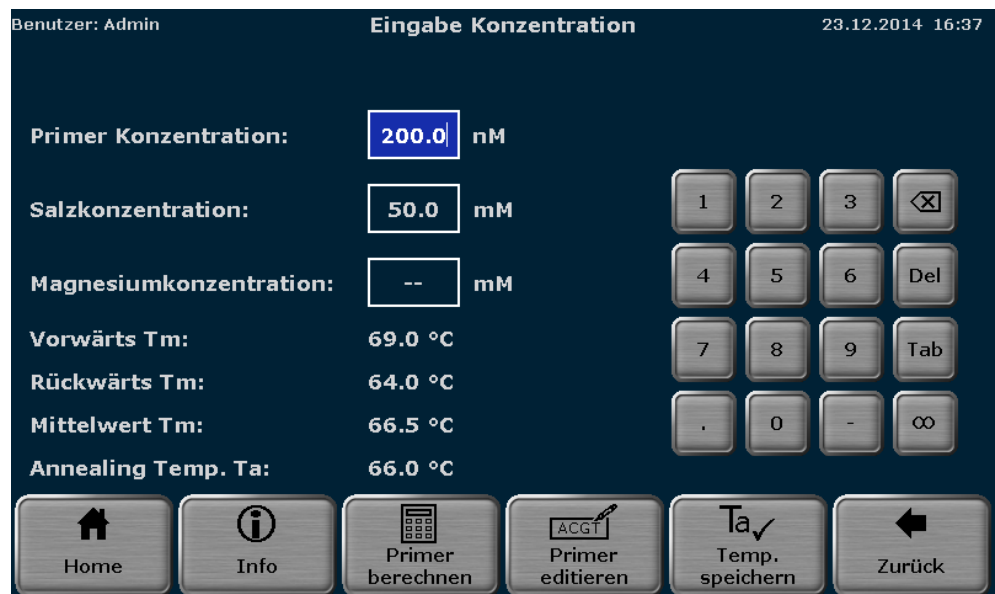 Benutzer: Admin Eingabe Konzentration 23.12.2014 16:37
Primer Konzentration: 200.0 nM
Salzkonzentration: 50.0 mM
Magnesiumkonzentration: -- mM
Vorwärts Tm: 69.0 °C
Rückwärts Tm: 64.0 °C
Mittelwert Tm: 66.5 °C
Annealing Temp. Ta: 66.0 °C
1 2 3
4 5 6 Del
7 8 9 Tab
. 0 - ∞
Home
Info
Primer
berechnen
ACGT
Primer
editieren
Ta✓
Temp.
speichern
Zurück